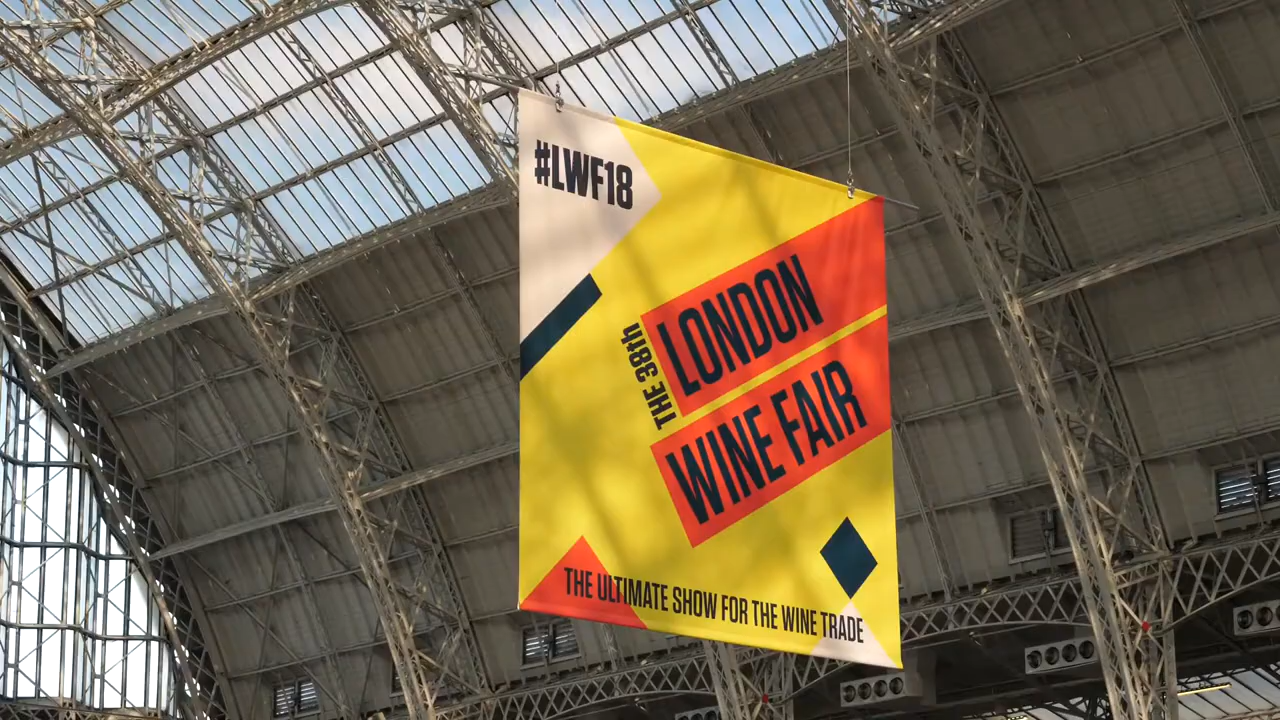 #LWF18
THE 38th
LONDON
WINE FAIR
THE ULTIMATE SHOW FOR THE WINE TRADE